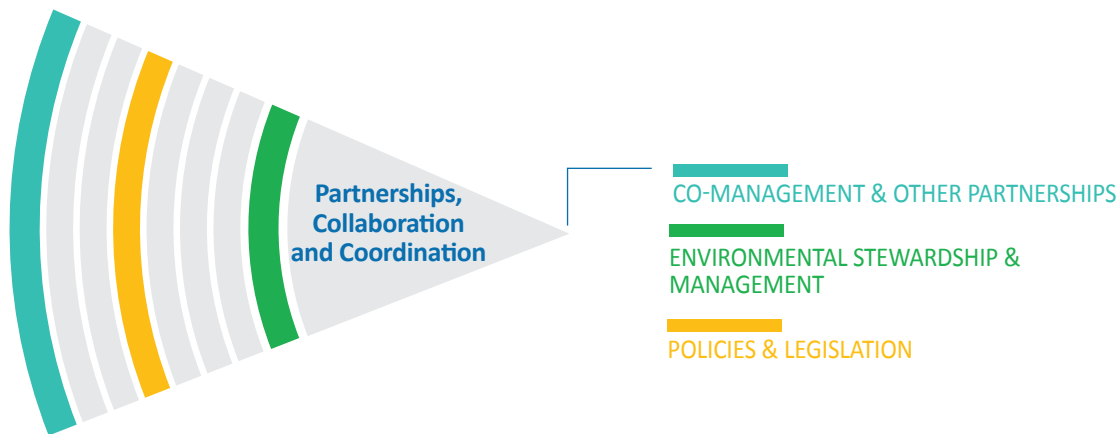 Partnerships,
Collaboration
and Coordination
CO-MANAGEMENT & OTHER PARTNERSHIPS
ENVIRONMENTAL STEWARDSHIP &
MANAGEMENT
POLICIES & LEGISLATION